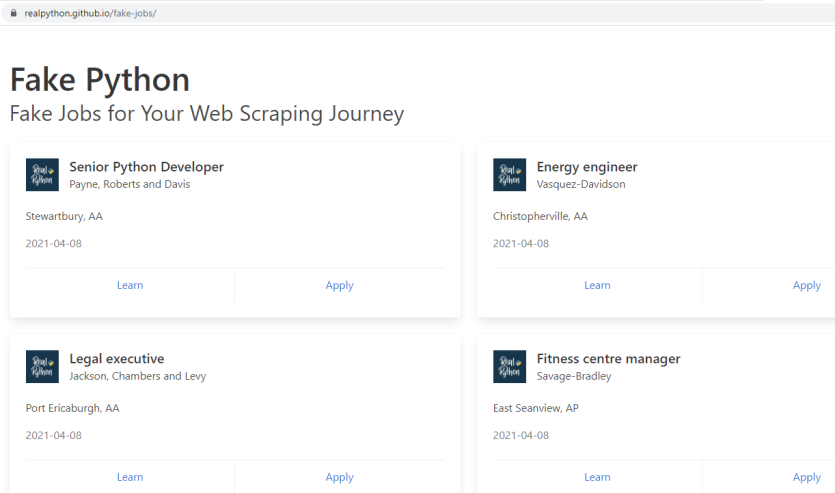 realpython.github.io/fake-jobs/
Fake Python
Fake Jobs for Your Web Scraping Journey
Real Python
Senior Python Developer
Payne, Roberts and Davis
Stewartbury, AA
2021-04-08
Learn
Apply
Real Python
Energy engineer
Vasquez-Davidson
Christopherville, AA
2021-04-08
Learn
Apply
Real Python
Legal executive
Jackson, Chambers and Levy
Port Ericaburgh, AA
2021-04-08
Learn
Apply
Real Python
Fitness centre manager
Savage-Bradley
East Seanview, AP
2021-04-08
Learn
Apply